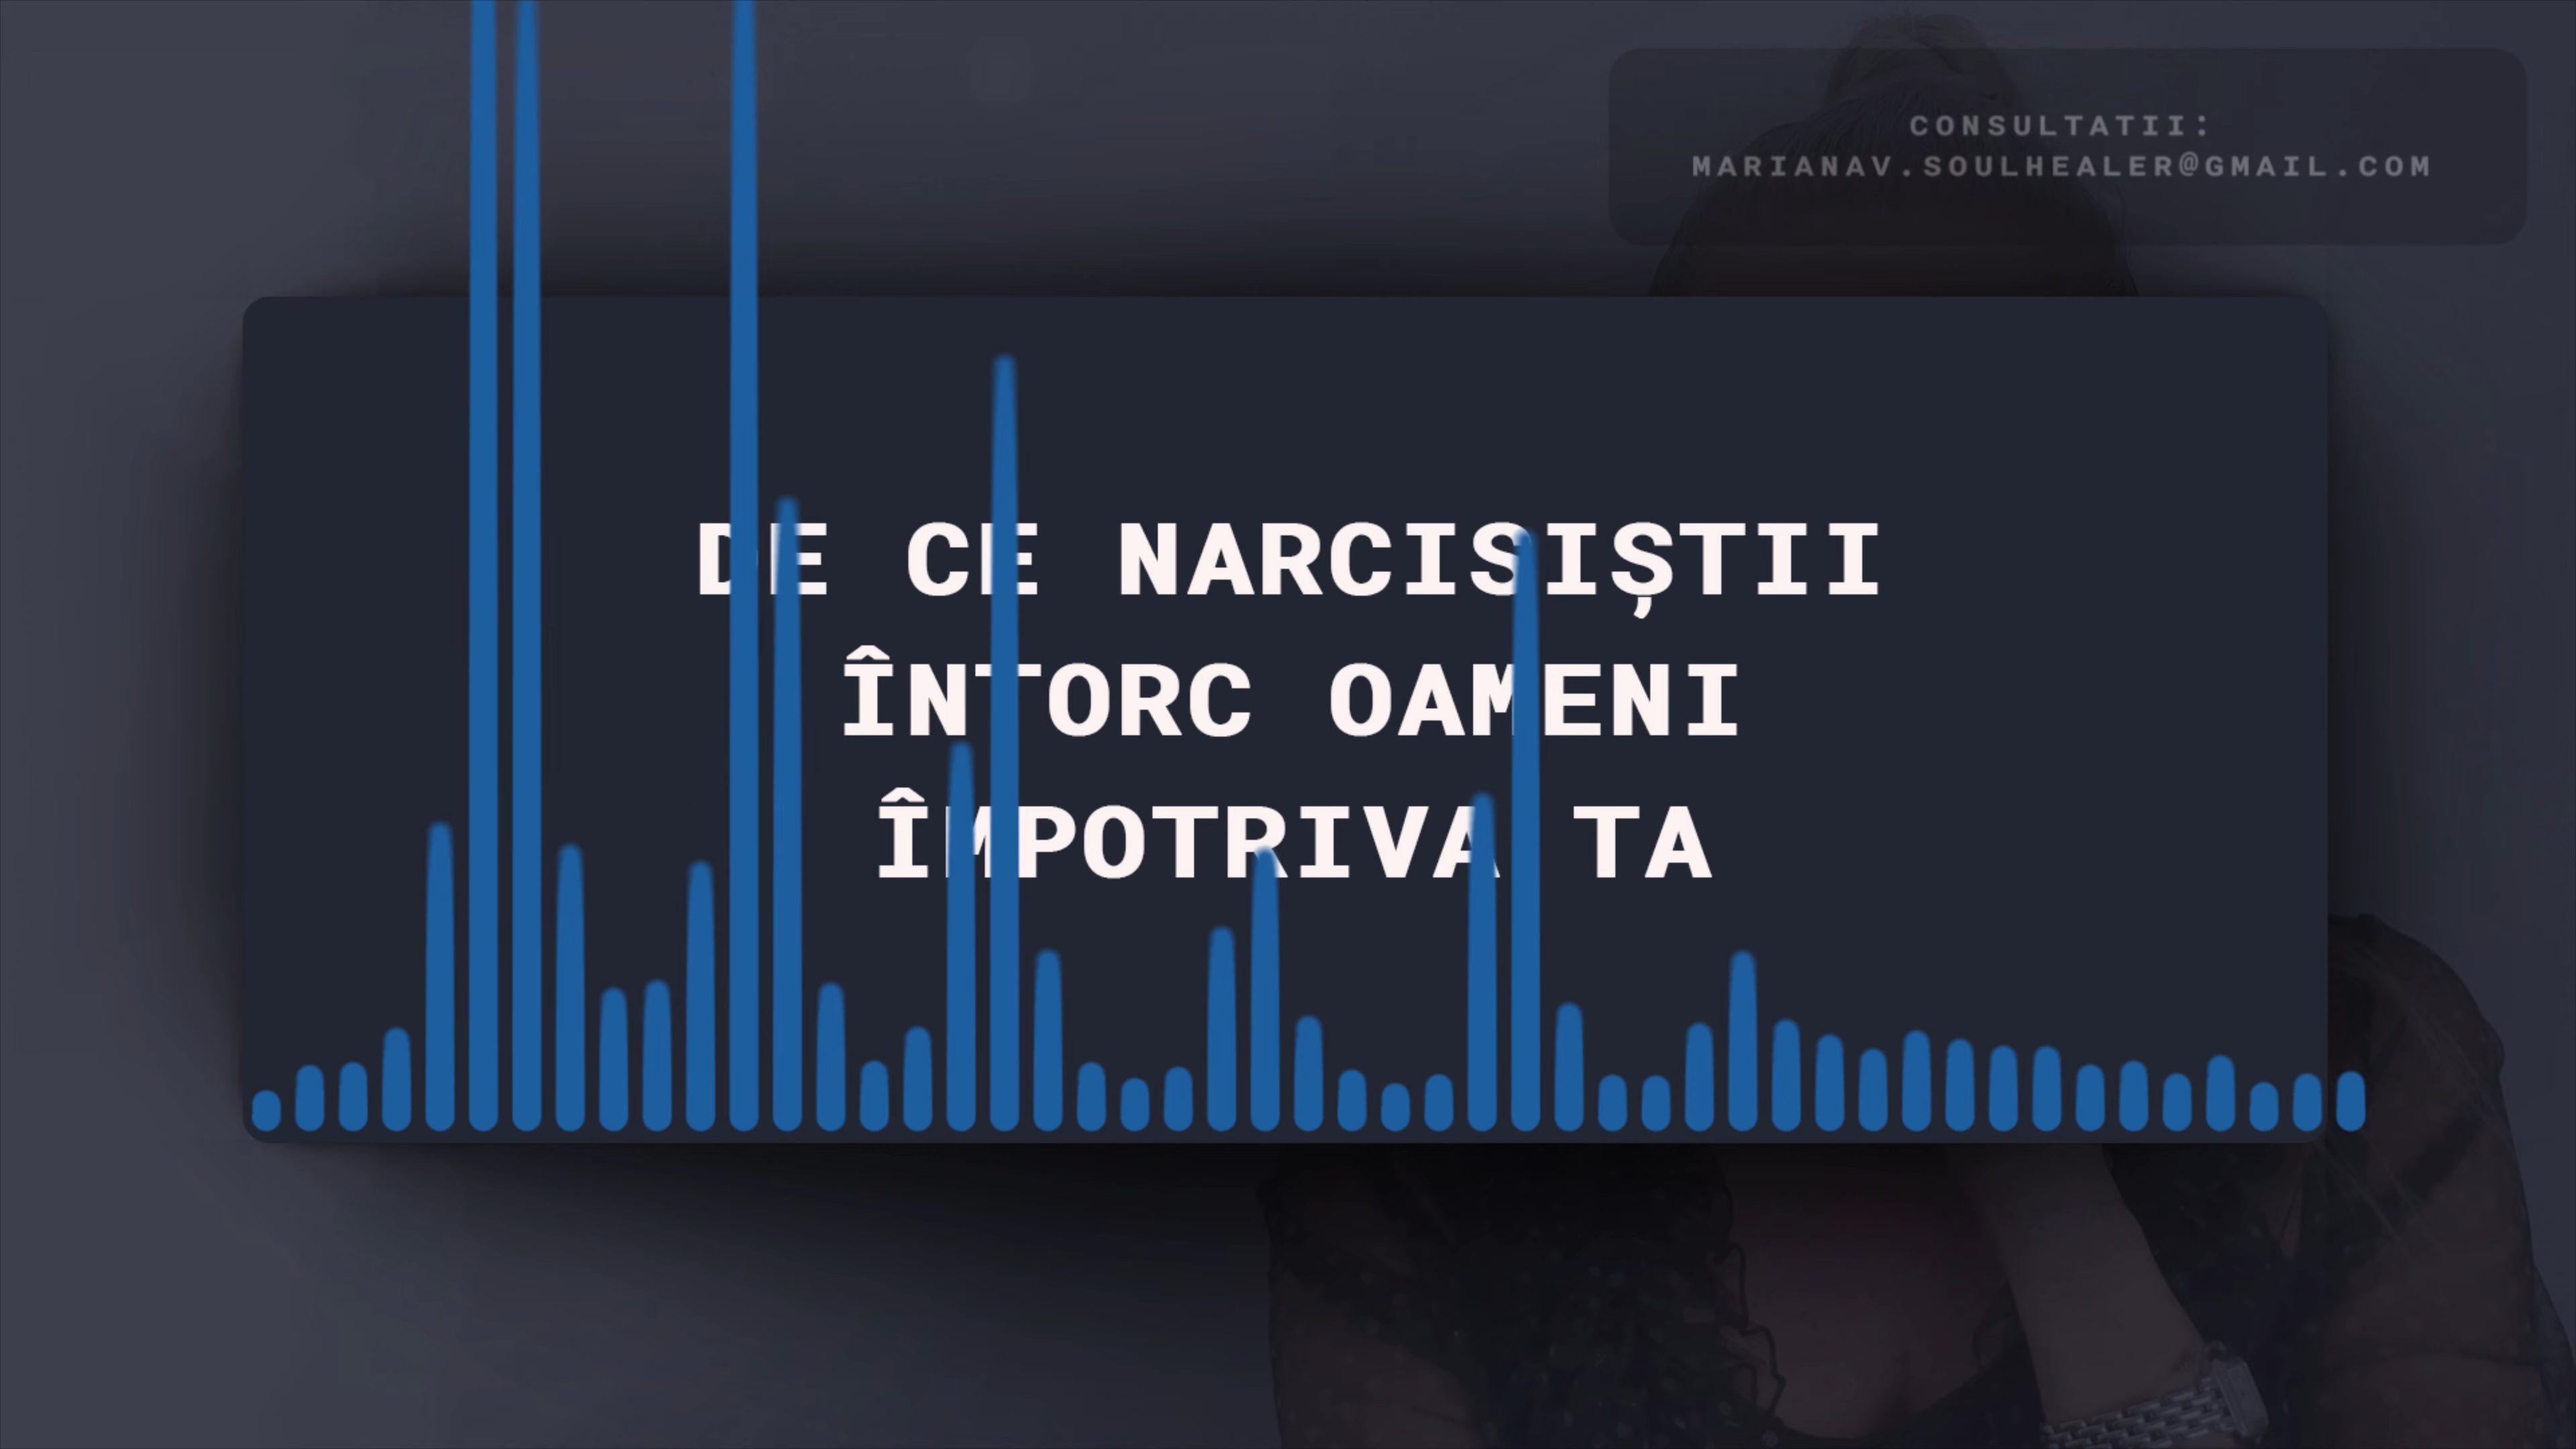 CONSULTATII:
MARIANAV.SOULHEALER@GMAIL.COM
DE CE NARCISIȘTII
ÎNTORC OAMENI
ÎMPOTRIVA TA